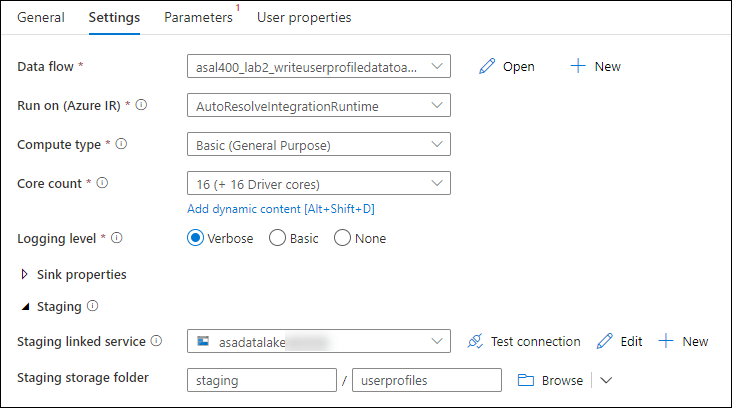 General Settings Parameters 1 User properties
Data flow * asal400_lab2_writeuserprofiledatatoa... Open New
Run on (Azure IR) * AutoResolveIntegrationRuntime
Compute type * Basic (General Purpose)
Core count * 16 (+ 16 Driver cores)
Add dynamic content [Alt+Shift+D]
Logging level * Verbose Basic None
Sink properties
Staging
Staging linked service asadatalake Test connection Edit New
Staging storage folder staging / userprofiles Browse